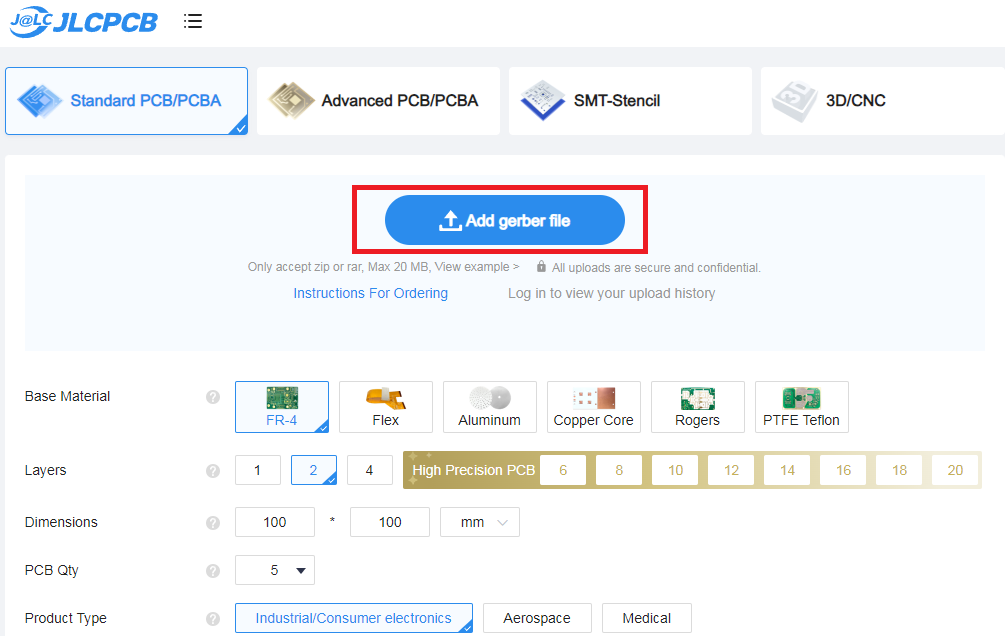 J@LC JLCPCB
Standard PCB/PCBA
Advanced PCB/PCBA
SMT-Stencil
3D
3D/CNC
Add gerber file
Only accept zip or rar, Max 20 MB, View example > All uploads are secure and confidential.
Instructions For Ordering Log in to view your upload history
Base Material ? FR-4 Flex Aluminum Copper Core Rogers PTFE Teflon
Layers ? 1 2 4 High Precision PCB 6 8 10 12 14 16 18 20
Dimensions ? 100 * 100 mm
PCB Qty ? 5
Product Type ? Industrial/Consumer electronics Aerospace Medical